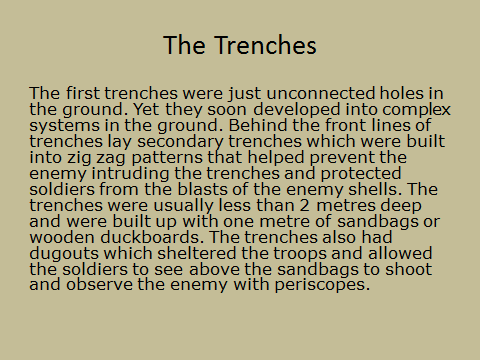 The Trenches
The first trenches were just unconnected holes in
the ground. Yet they soon developed into complex
systems in the ground. Behind the front lines of
trenches lay secondary trenches which were built
into zig zag patterns that helped prevent the
enemy intruding the trenches and protected
soldiers from the blasts of the enemy shells. The
trenches were usually less than 2 metres deep
and were built up with one metre of sandbags or
wooden duckboards. The trenches also had
dugouts which sheltered the troops and allowed
the soldiers to see above the sandbags to shoot
and observe the enemy with periscopes.